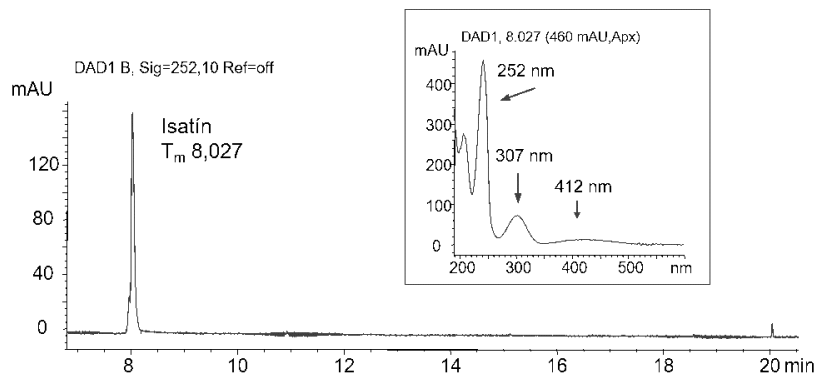 DAD1 B, Sig=252,10 Ref=off
mAU
120
80
40
0
Isatín
Tm 8,027
8 10 12 14 16 18 20 min
DAD1, 8.027 (460 mAU,Apx)
mAU
400
300
200
100
0
252 nm
307 nm
412 nm
200 300 400 500 nm